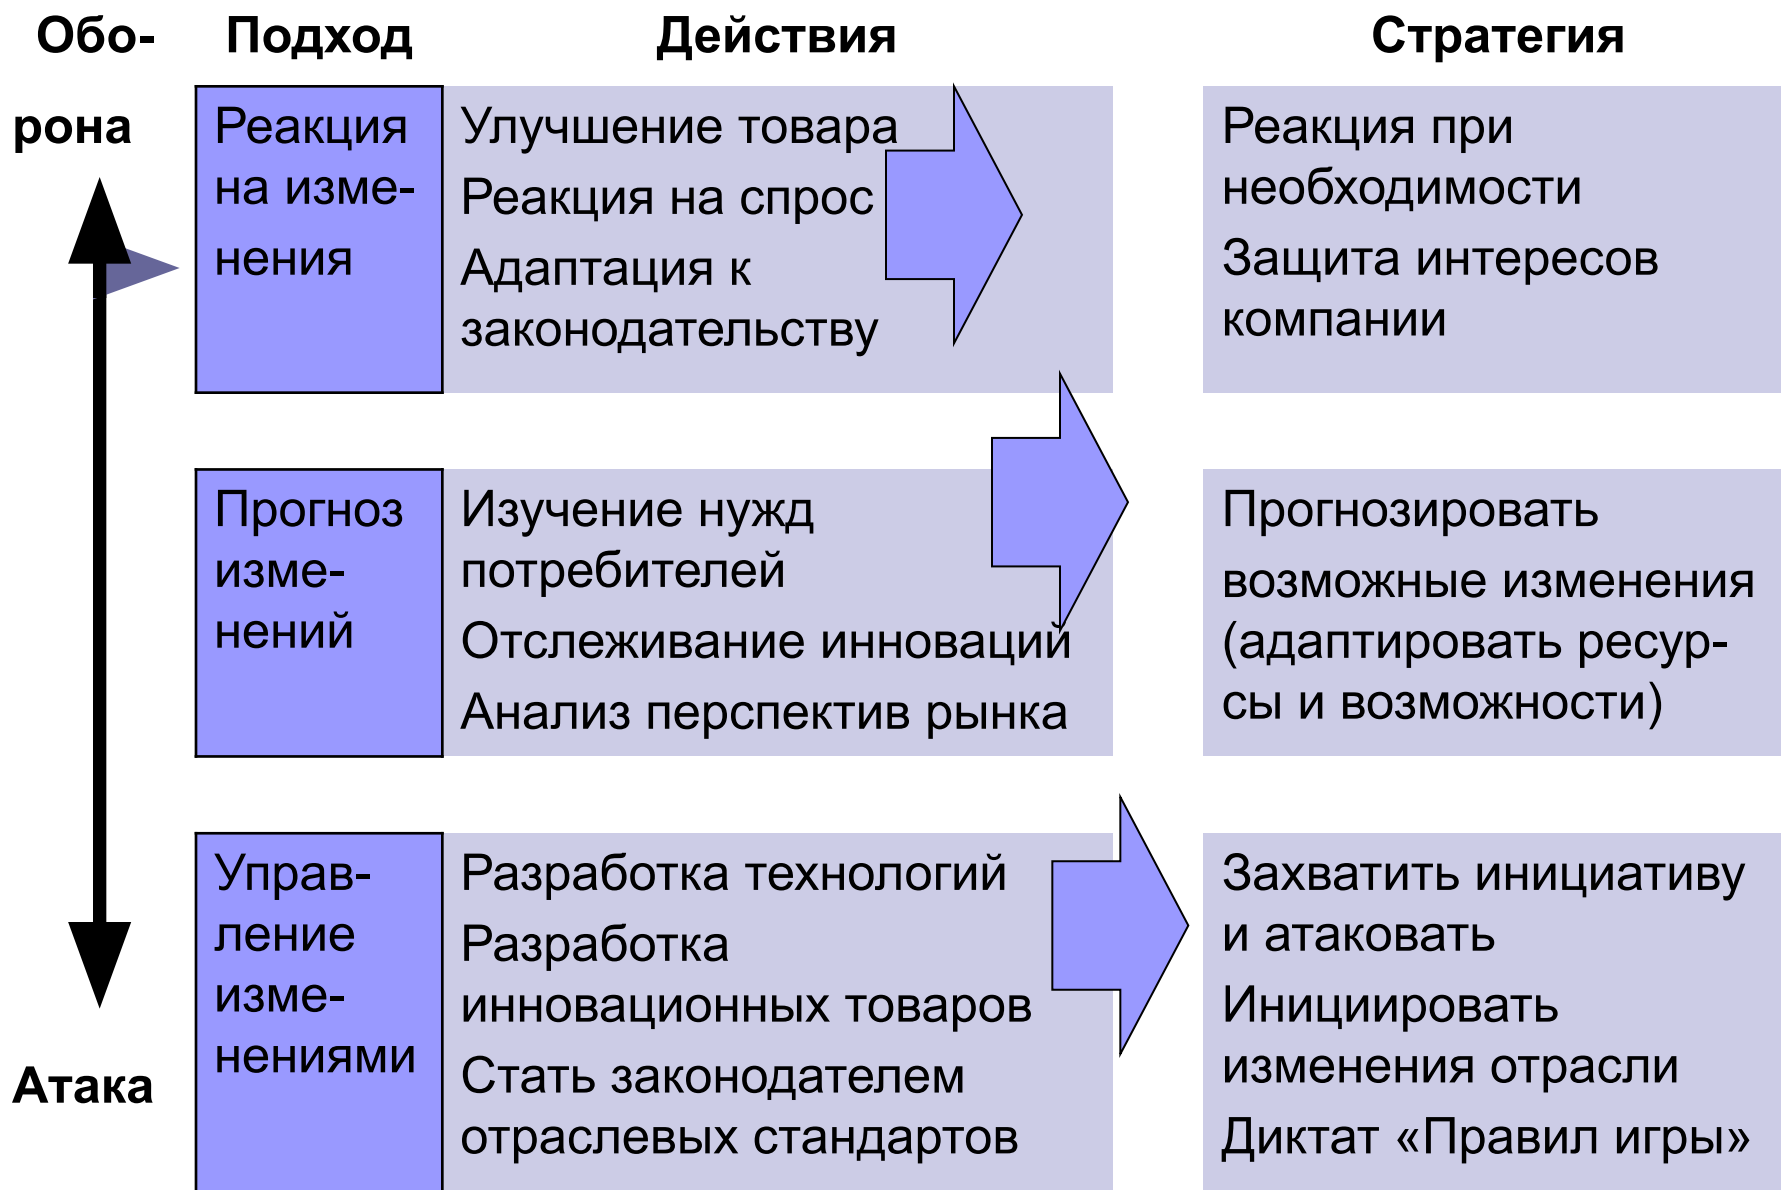 Обо-
рона
Подход
Действия
Стратегия
Реакция
на изме-
нения
Улучшение товара
Реакция на спрос
Адаптация к
законодательству
Реакция при
необходимости
Защита интересов
компании
Прогноз
изме-
нений
Изучение нужд
потребителей
Отслеживание инноваций
Анализ перспектив рынка
Прогнозировать
возможные изменения
(адаптировать ресур-
сы и возможности)
Управ-
ление
изме-
нениями
Разработка технологий
Разработка
инновационных товаров
Стать законодателем
отраслевых стандартов
Захватить инициативу
и атаковать
Инициировать
изменения отрасли
Диктат «Правил игры»
Атака